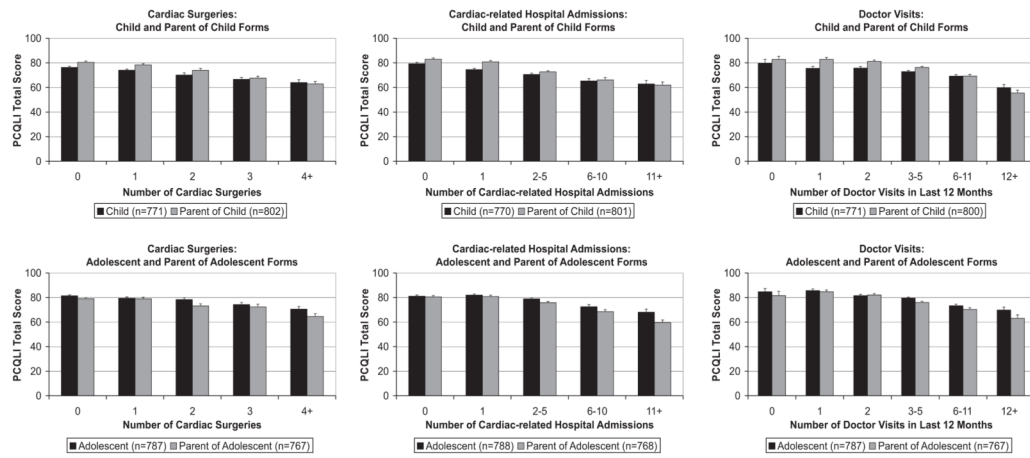 Cardiac Surgeries:
Child and Parent of Child Forms
PCQLI Total Score
100
80
60
40
20
0
0 1 2 3 4+
Number of Cardiac Surgeries
Child (n=771) Parent of Child (n=802)
Cardiac-related Hospital Admissions:
Child and Parent of Child Forms
PCQLI Total Score
100
80
60
40
20
0
0 1 2-5 6-10 11+
Number of Cardiac-related Hospital Admissions
Child (n=770) Parent of Child (n=801)
Doctor Visits:
Child and Parent of Child Forms
PCQLI Total Score
100
80
60
40
20
0
0 1 2 3-5 6-11 12+
Number of Doctor Visits in Last 12 Months
Child (n=771) Parent of Child (n=800)
Cardiac Surgeries:
Adolescent and Parent of Adolescent Forms
PCQLI Total Score
100
80
60
40
20
0
0 1 2 3 4+
Number of Cardiac Surgeries
Adolescent (n=787) Parent of Adolescent (n=767)
Cardiac-related Hospital Admissions:
Adolescent and Parent of Adolescent Forms
PCQLI Total Score
100
80
60
40
20
0
0 1 2-5 6-10 11+
Number of Cardiac-related Hospital Admissions
Adolescent (n=788) Parent of Adolescent (n=768)
Doctor Visits:
Adolescent and Parent of Adolescent Forms
PCQLI Total Score
100
80
60
40
20
0
0 1 2 3-5 6-11 12+
Number of Doctor Visits in Last 12 Months
Adolescent (n=787) Parent of Adolescent (n=767)